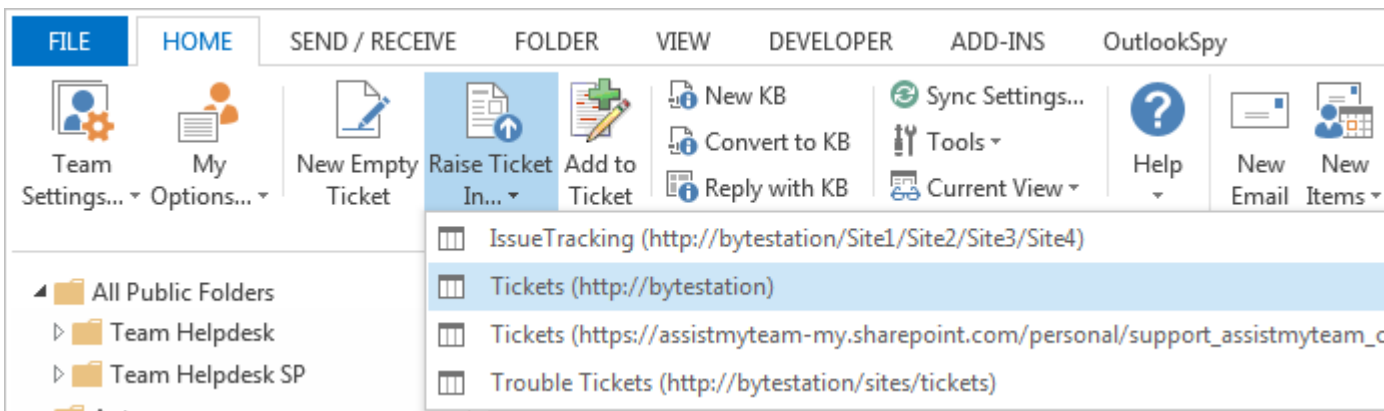 FILE HOME SEND / RECEIVE FOLDER VIEW DEVELOPER ADD-INS OutlookSpy
Team Settings...
My Options...
New Empty Ticket
Raise Ticket In...
Add to Ticket
New KB
Convert to KB
Reply with KB
Sync Settings...
Tools
Current View
Help
New Email
New Items
IssueTracking (http://bytestation/Site1/Site2/Site3/Site4)
Tickets (http://bytestation)
Tickets (https://assistmyteam-my.sharepoint.com/personal/support_assistmyteam_c
Trouble Tickets (http://bytestation/sites/tickets)
All Public Folders
Team Helpdesk
Team Helpdesk SP